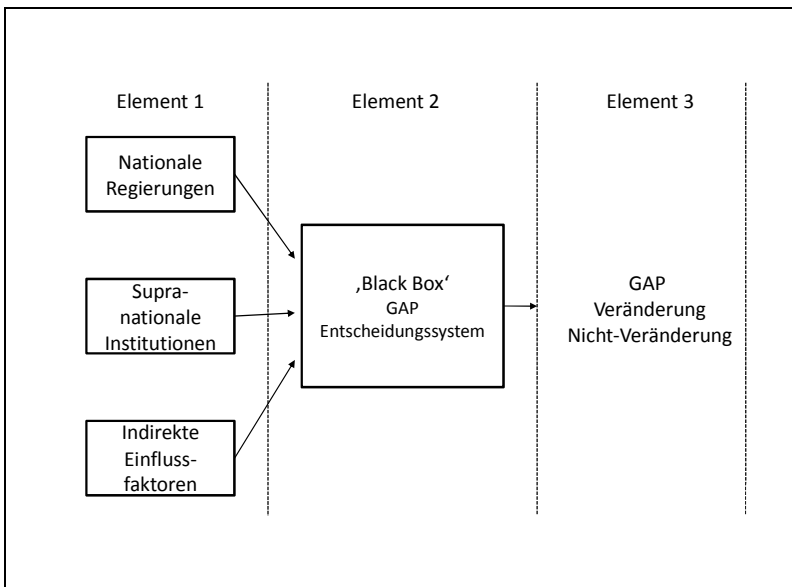 Element 1
Element 2
Element 3
Nationale
Regierungen
Supra-
nationale
Institutionen
Indirekte
Einfluss-
faktoren
‚Black Box‘
GAP
Entscheidungssystem
GAP
Veränderung
Nicht-Veränderung